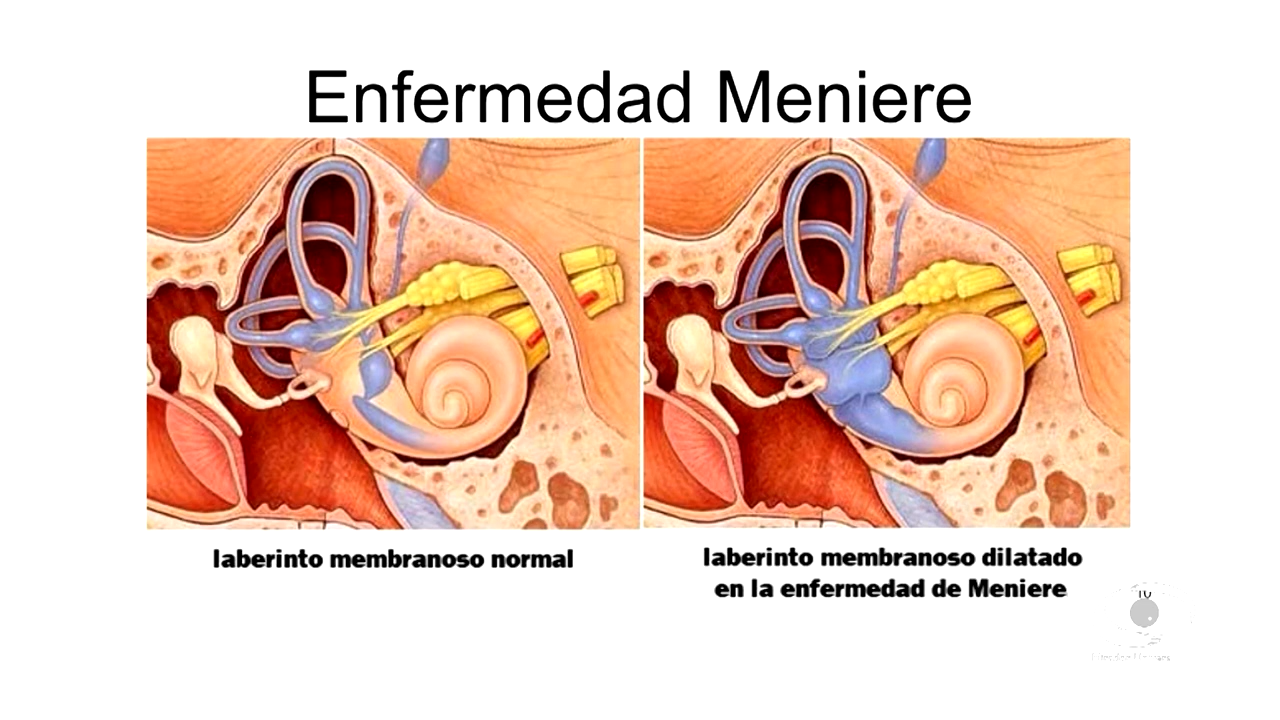 Enfermedad Meniere
laberinto membranoso normal
laberinto membranoso dilatado
en la enfermedad de Meniere